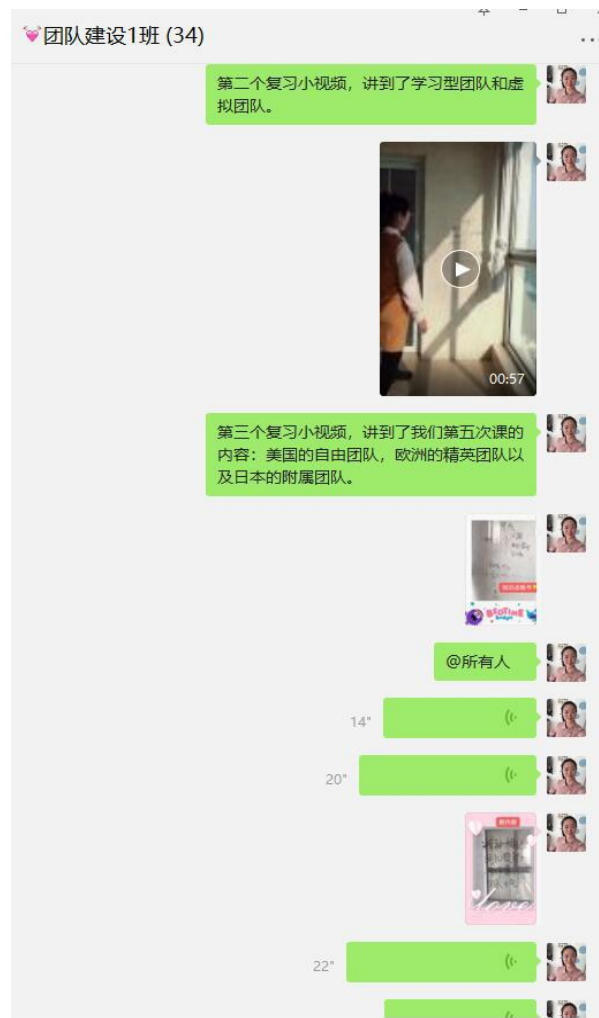 团队建设1班 (34)
第二个复习小视频，讲到了学习型团队和虚
拟团队。
00:57
第三个复习小视频，讲到了我们第五次课的
内容：美国的自由团队，欧洲的精英团队以
及日本的附属团队。
BEDTIME
@所有人
14"
20"
love
22"